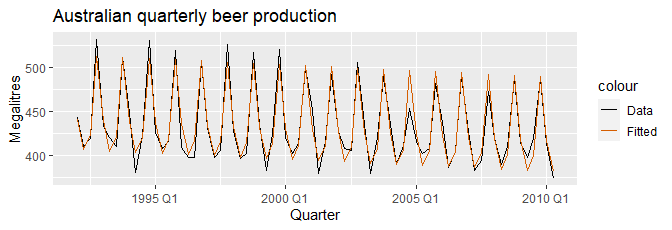 Australian quarterly beer production
Megalitres
500
450
400
1995 Q1
2000 Q1
2005 Q1
2010 Q1
Quarter
colour
Data
Fitted